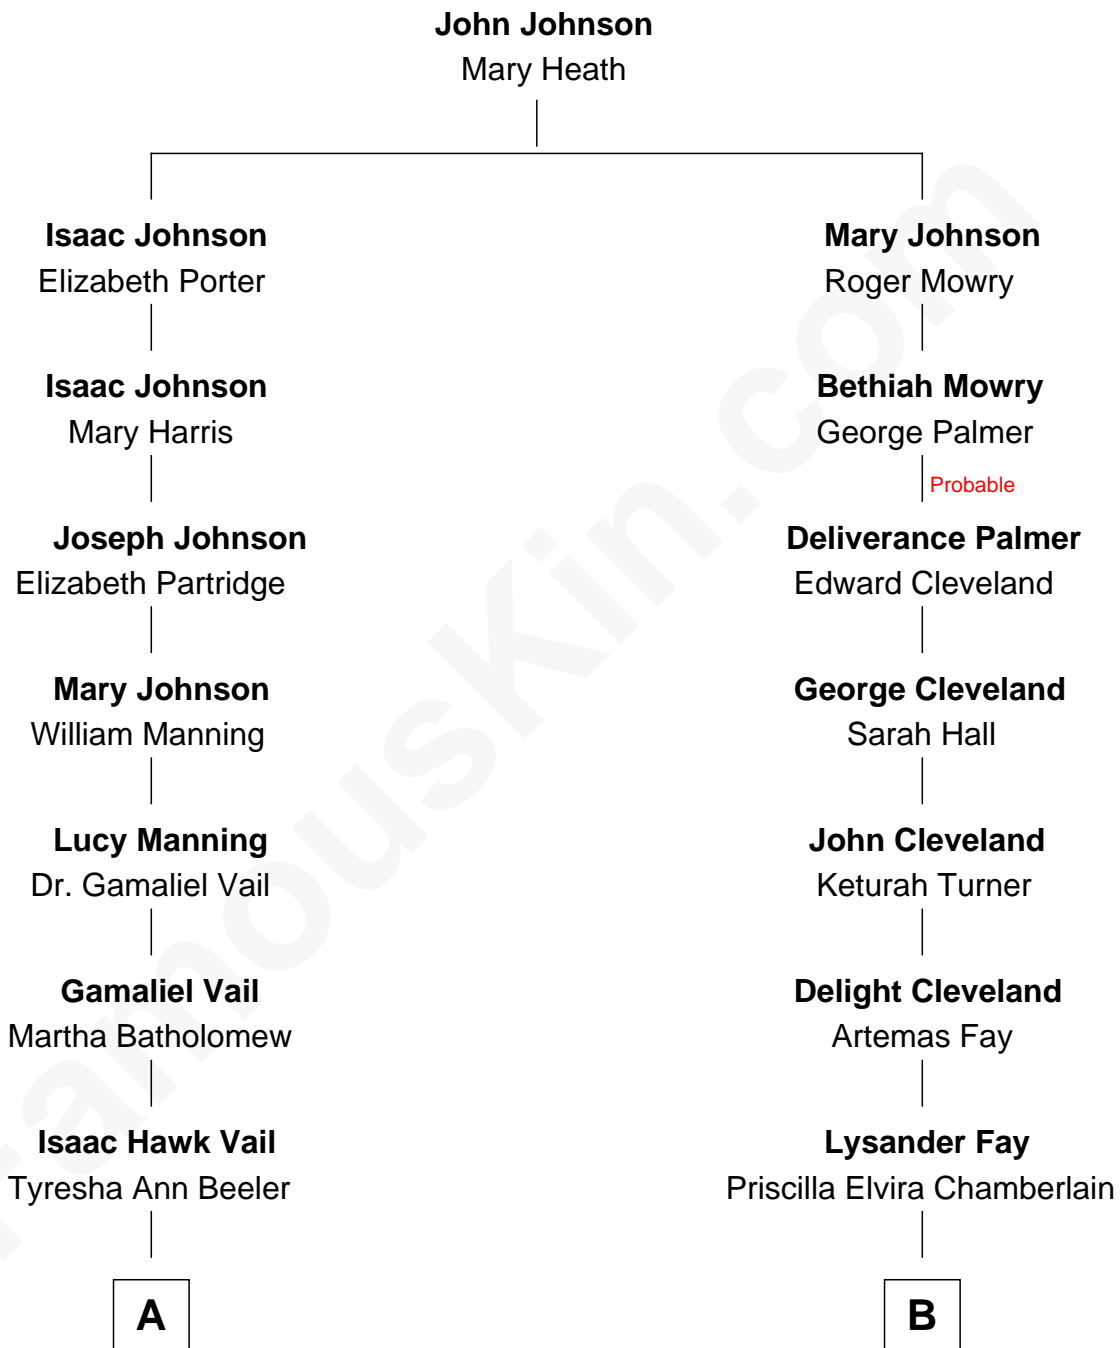 John Johnson
Mary Heath
Isaac Johnson
Elizabeth Porter
Isaac Johnson
Mary Harris
Joseph Johnson
Elizabeth Partridge
Mary Johnson
William Manning
Lucy Manning
Dr. Gamaliel Vail
Gamaliel Vail
Martha Batholomew
Isaac Hawk Vail
Tyresha Ann Beeler
A
Mary Johnson
Roger Mowry
Bethiah Mowry
George Palmer
Probable
Deliverance Palmer
Edward Cleveland
George Cleveland
Sarah Hall
John Cleveland
Keturah Turner
Delight Cleveland
Artemas Fay
Lysander Fay
Priscilla Elvira Chamberlain
B
FamousKin.com